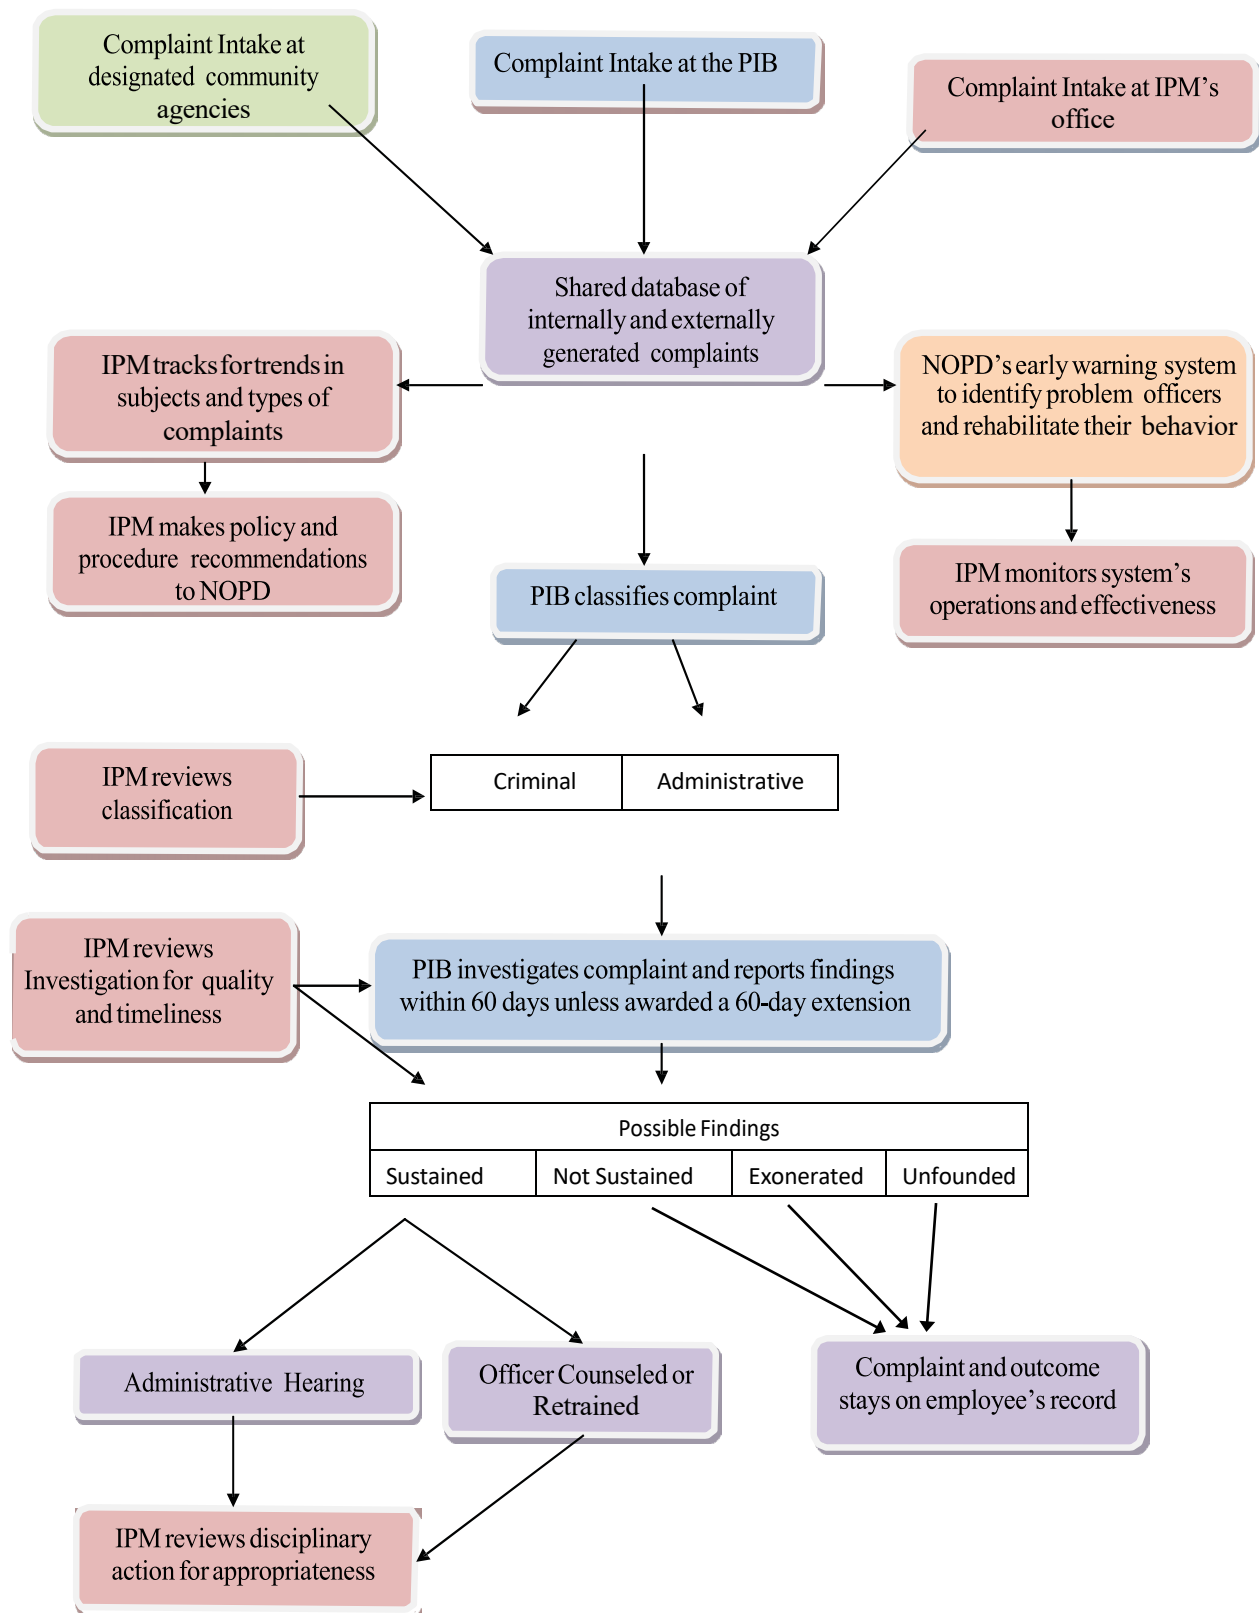 Complaint Intake at
designated community
agencies
Complaint Intake at the PIB
Complaint Intake at IPM’s
office
Shared database of
internally and externally
generated complaints
IPM tracks for trends in
subjects and types of
complaints
NOPD’s early warning system
to identify problem officers
and rehabilitate their behavior
IPM makes policy and
procedure recommendations
to NOPD
PIB classifies complaint
IPM monitors system’s
operations and effectiveness
IPM reviews
classification
Criminal
Administrative
IPM reviews
Investigation for quality
and timeliness
PIB investigates complaint and reports findings
within 60 days unless awarded a 60-day extension
Possible Findings
Sustained
Not Sustained
Exonerated
Unfounded
Administrative Hearing
Officer Counseled or
Retrained
Complaint and outcome
stays on employee’s record
IPM reviews disciplinary
action for appropriateness